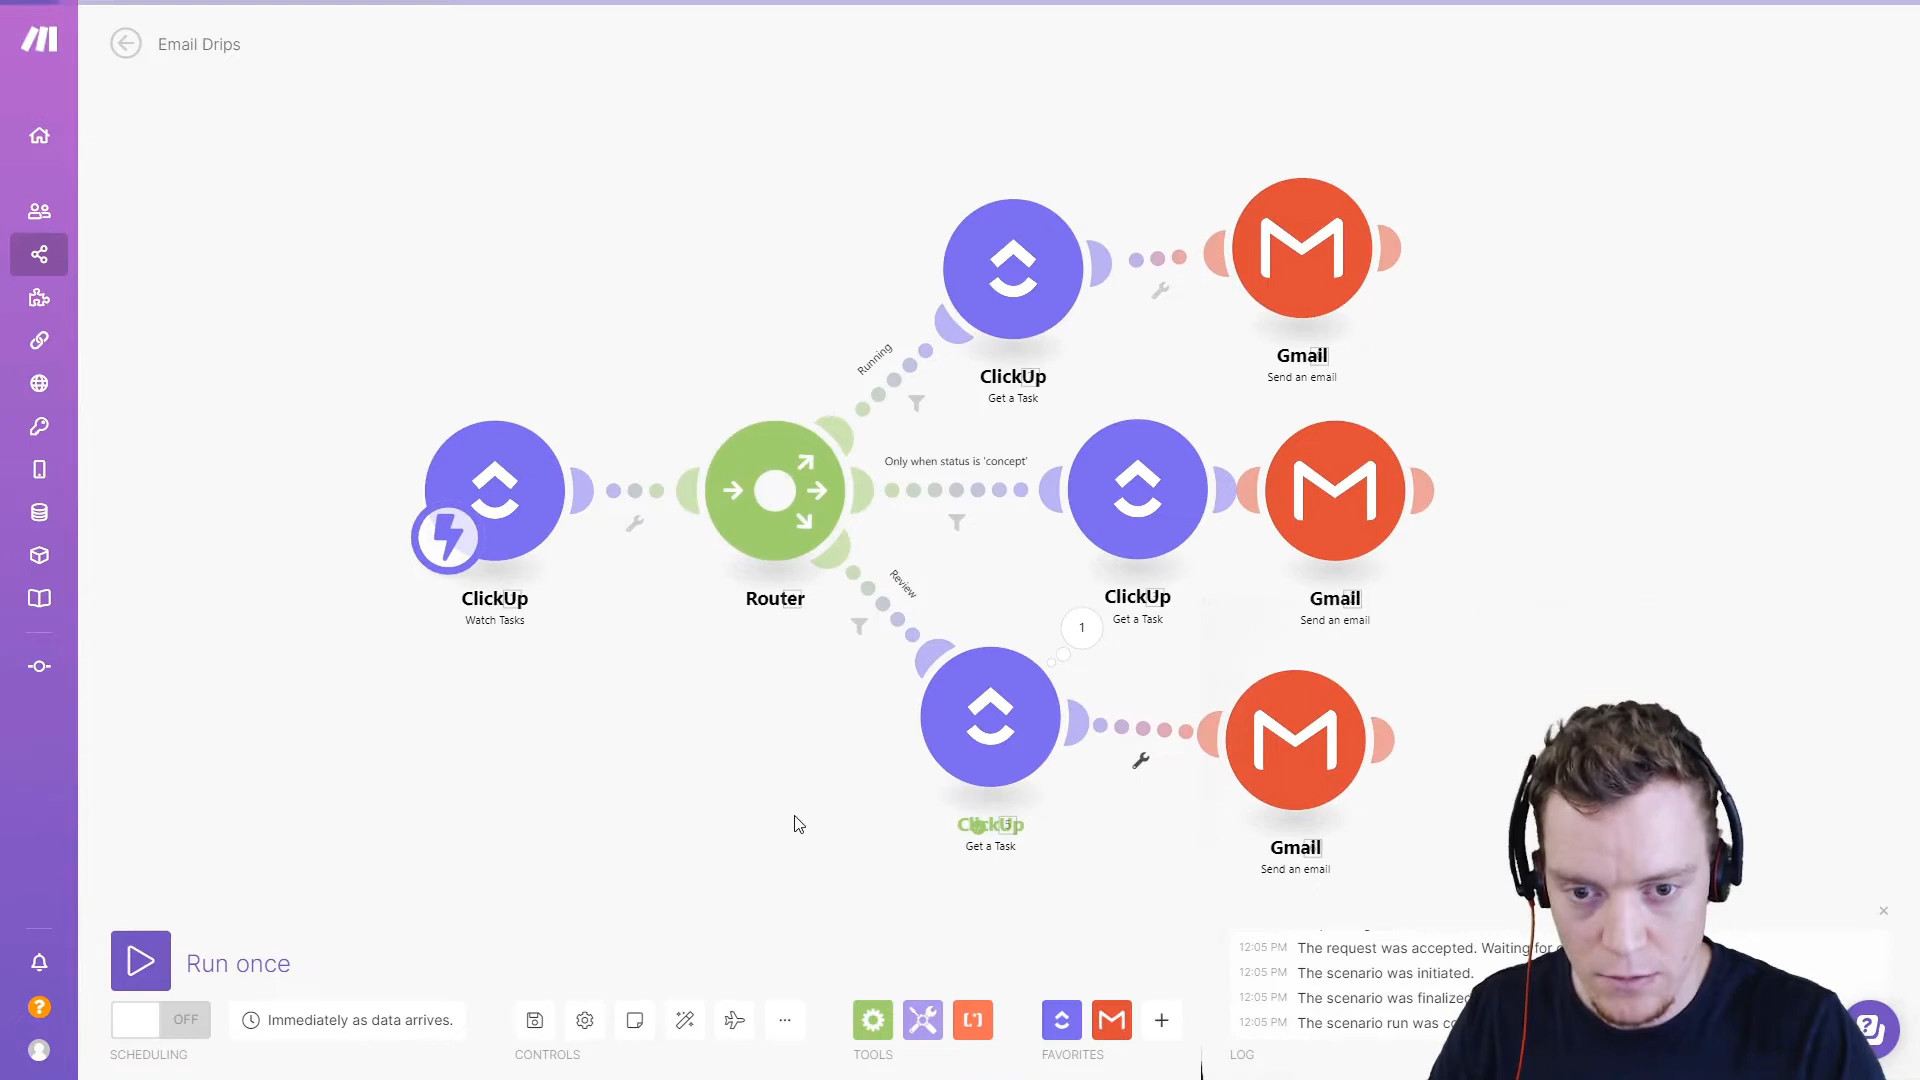 Email Drips
Running
ClickUp
Get a Task
Gmail
Send an email
Only when status is 'concept'
ClickUp
Watch Tasks
Router
ClickUp
Get a Task
Gmail
Send an email
Review
1
ClickUp
Get a Task
Gmail
Send an email
Run once
OFF
Immediately as data arrives.
SCHEDULING
CONTROLS
TOOLS
FAVORITES
LOG
12:05 PM The request was accepted. Waiting for
12:05 PM The scenario was initiated.
12:05 PM The scenario was finalized
12:05 PM The scenario run was